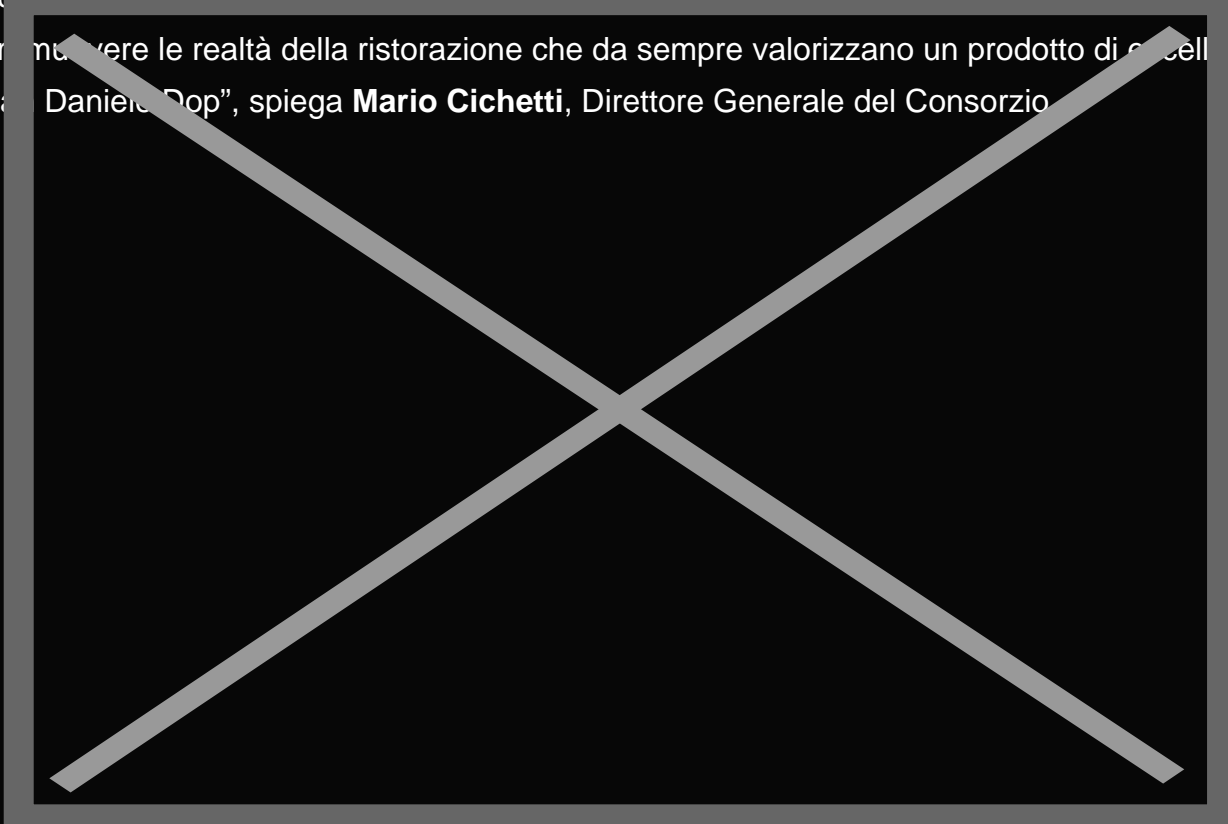 vere le realtà della ristorazione che da sempre valorizzano un prodotto di
Daniele Dop”, spiega Mario Cichetti, Direttore Generale del Consorzio